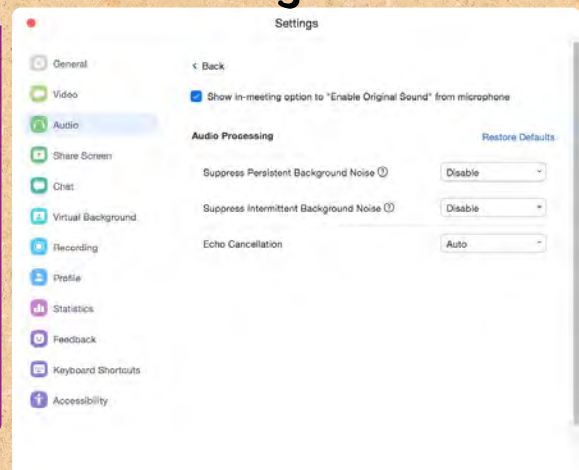 Settings
General
Video
Audio
Share Screen
Chat
Virtual Background
Recording
Profile
Statistics
Feedback
Keyboard Shortcuts
Accessibility
< Back
Show in-meeting option to "Enable Original Sound" from microphone
Audio Processing
Restore Defaults
Suppress Persistent Background Noise Disable
Suppress Intermittent Background Noise Disable
Echo Cancellation Auto